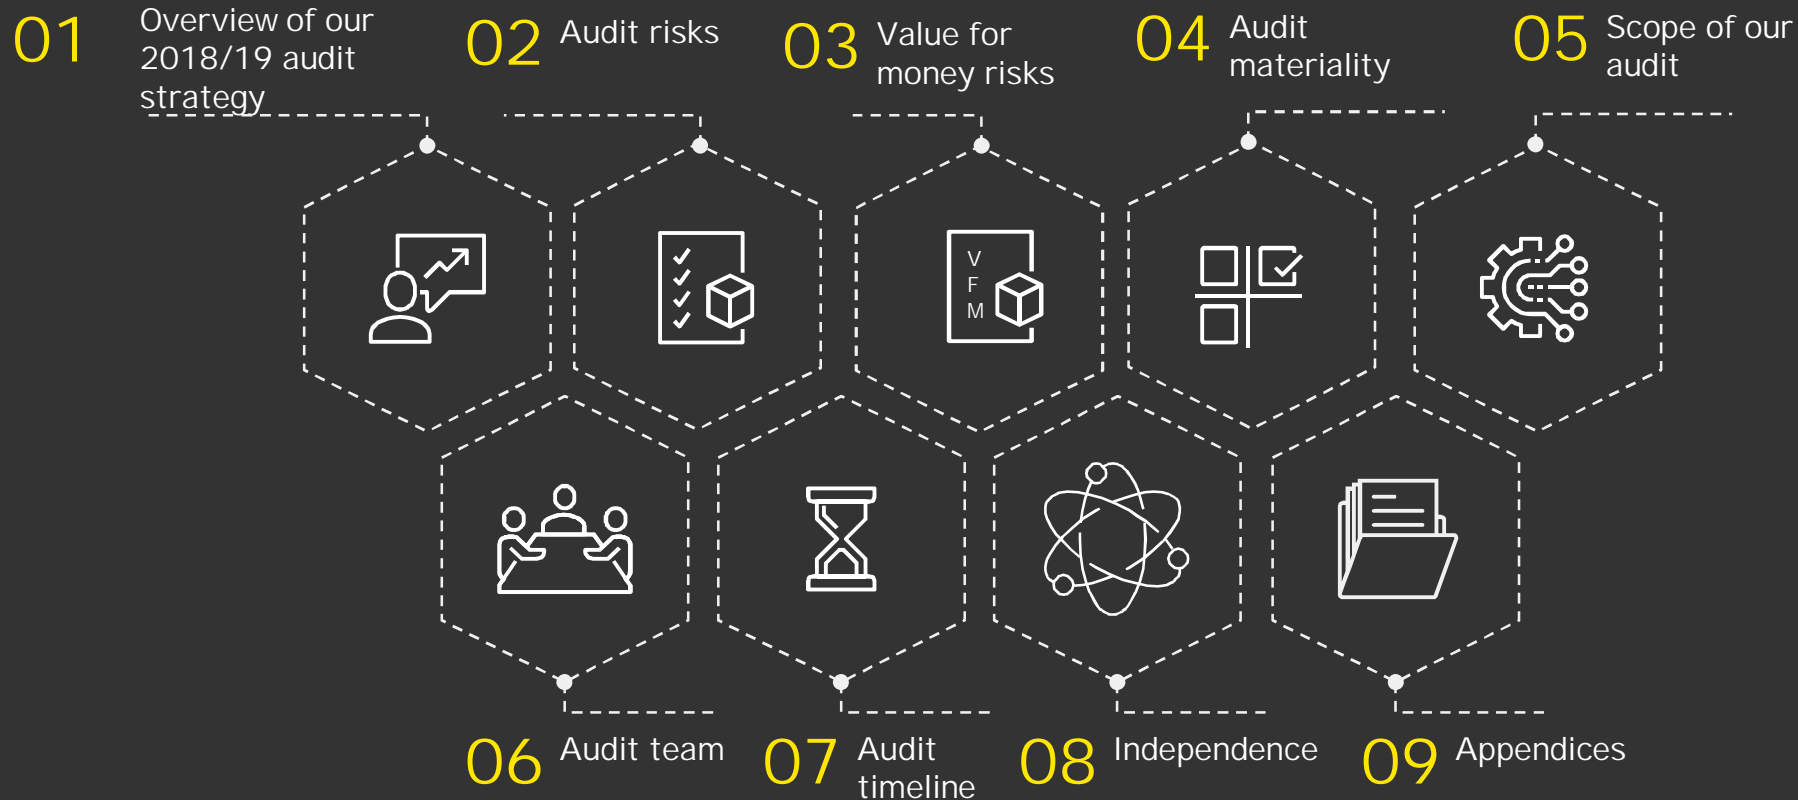 01
Overview of our
2018/19 audit
strategy
02
Audit risks
03
Value for
money risks
04
Audit
materiality
05
Scope of our
audit
V
F
M
06
Audit team
07
Audit
timeline
08
Independence
09
Appendices